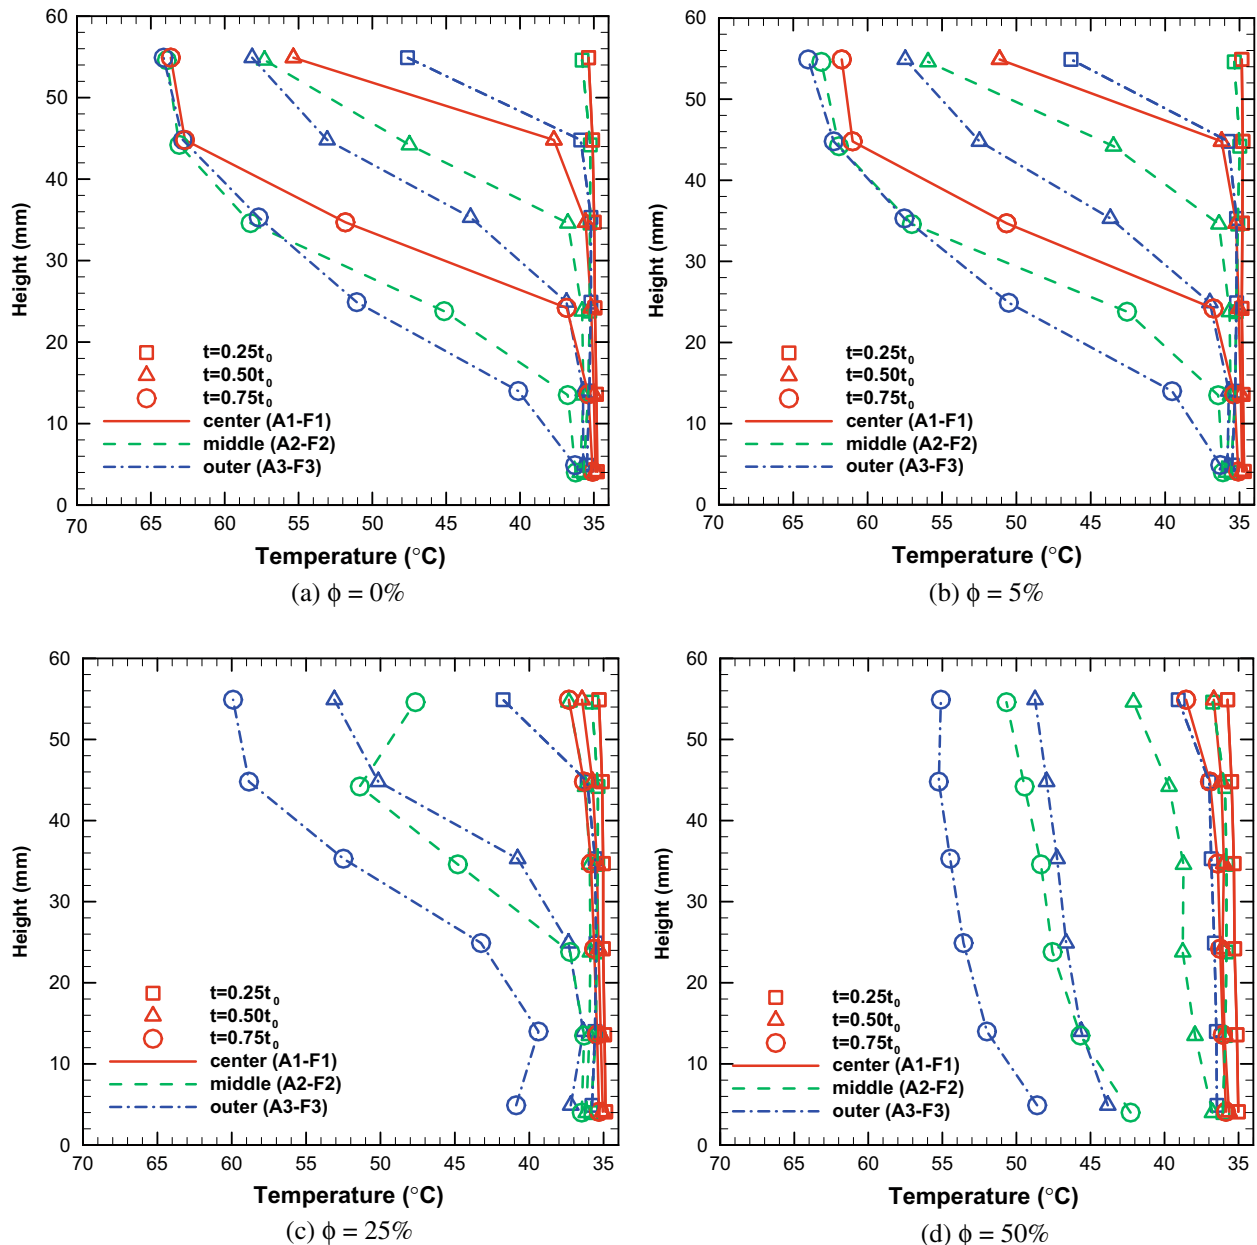 60
50
40
30
20
10
0
Height (mm)
t=0.25t0
t=0.50t0
t=0.75t0
center (A1-F1)
middle (A2-F2)
outer (A3-F3)
70 65 60 55 50 45 40 35
Temperature (°C)
(a) ϕ = 0%
60
50
40
30
20
10
0
Height (mm)
t=0.25t0
t=0.50t0
t=0.75t0
center (A1-F1)
middle (A2-F2)
outer (A3-F3)
70 65 60 55 50 45 40 35
Temperature (°C)
(b) ϕ = 5%
60
50
40
30
20
10
0
Height (mm)
t=0.25t0
t=0.50t0
t=0.75t0
center (A1-F1)
middle (A2-F2)
outer (A3-F3)
70 65 60 55 50 45 40 35
Temperature (°C)
(c) ϕ = 25%
60
50
40
30
20
10
0
Height (mm)
t=0.25t0
t=0.50t0
t=0.75t0
center (A1-F1)
middle (A2-F2)
outer (A3-F3)
70 65 60 55 50 45 40 35
Temperature (°C)
(d) ϕ = 50%